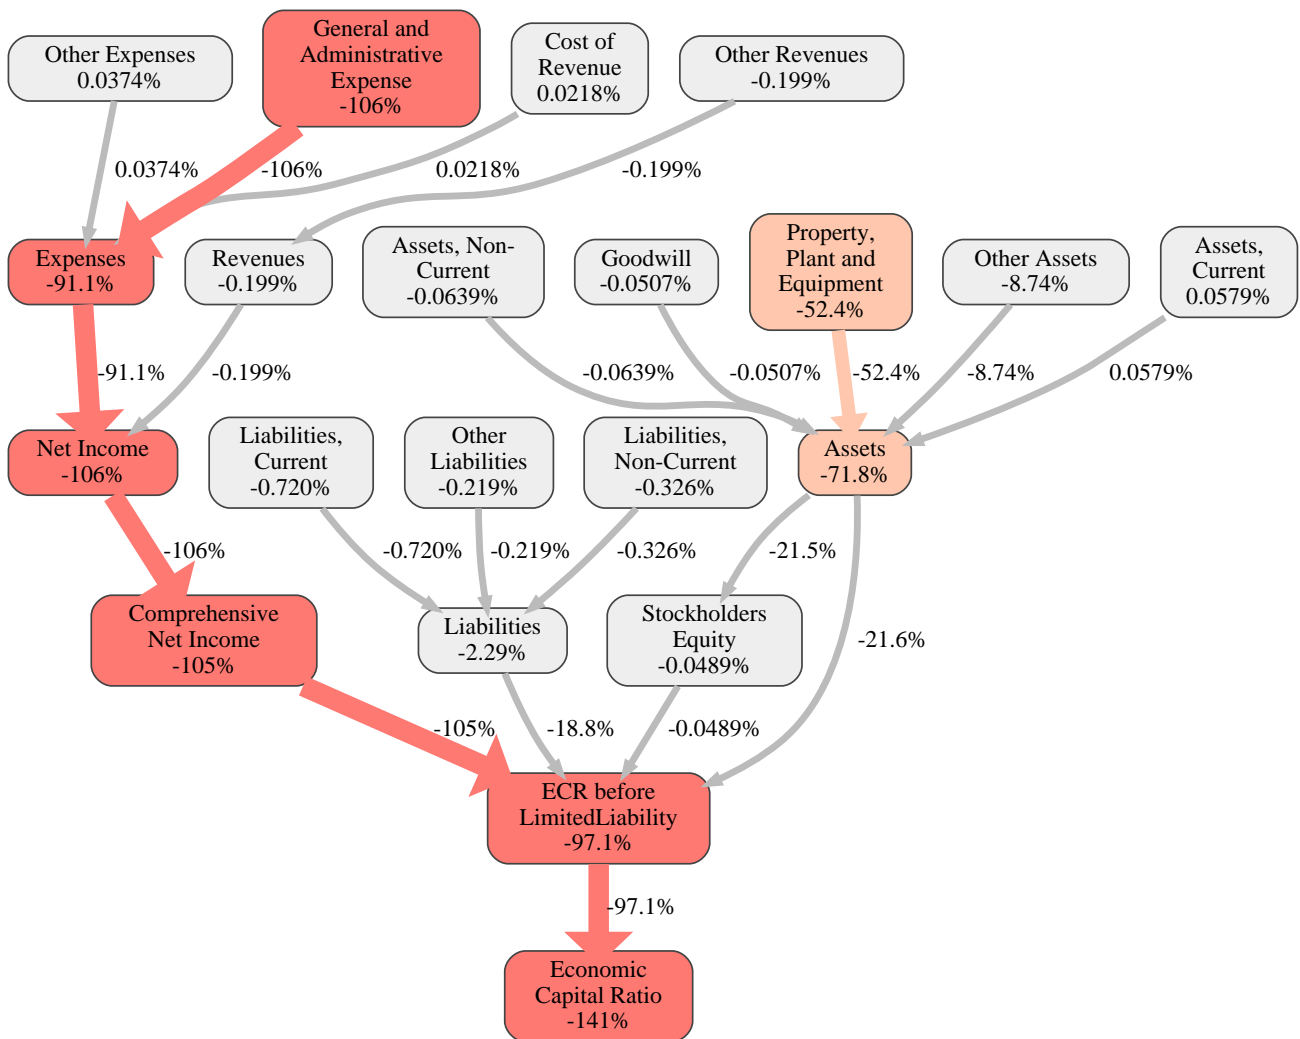 Other Expenses
0.0374%
General and
Administrative
Expense
-106%
Cost of
Revenue
0.0218%
Other Revenues
-0.199%
0.0374%
-106%
0.0218%
-0.199%
Expenses
-91.1%
Revenues
-0.199%
Assets, Non-
Current
-0.0639%
Goodwill
-0.0507%
Property,
Plant and
Equipment
-52.4%
Other Assets
-8.74%
Assets,
Current
0.0579%
-91.1%
-0.199%
-0.0639%
-0.0507%
-52.4%
-8.74%
0.0579%
Net Income
-106%
Liabilities,
Current
-0.720%
Other
Liabilities
-0.219%
Liabilities,
Non-Current
-0.326%
Assets
-71.8%
-106%
-0.720%
-0.219%
-0.326%
-21.5%
Comprehensive
Net Income
-105%
Liabilities
-2.29%
Stockholders
Equity
-0.0489%
-21.6%
-105%
-18.8%
-0.0489%
ECR before
LimitedLiability
-97.1%
-97.1%
Economic
Capital Ratio
-141%